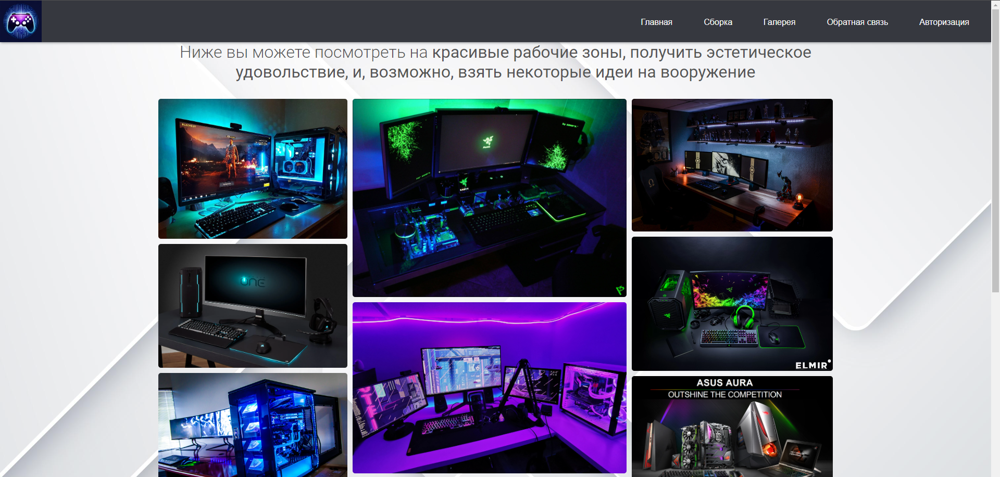 Главная
Сборка
Галерея
Обратная связь
Авторизация
Ниже вы можете посмотреть на красивые рабочие зоны, получить эстетическое
удовольствие, и, возможно, взять некоторые идеи на вооружение
BLACKOUT
ONE
ELMIR
ASUS AURA
OUTSHINE THE COMPETITION